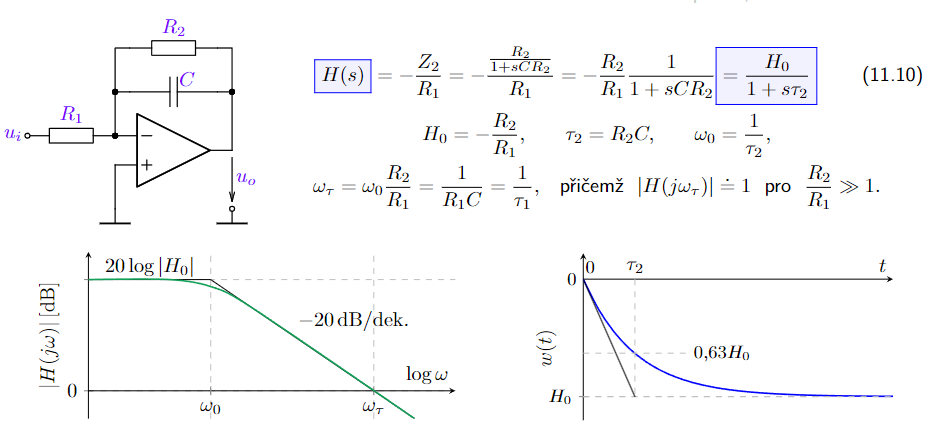 R₂
C
R₁
uᵢ
−
+
uₒ
H(s) = −Z₂/R₁ = −(R₂/(1+sCR₂))/R₁ = −(R₂/R₁) 1/(1 + sCR₂) = H₀/(1 + sτ₂) (11.10)
H₀ = −R₂/R₁, τ₂ = R₂C, ω₀ = 1/τ₂,
ω_τ = ω₀ R₂/R₁ = 1/(R₁C) = 1/τ₁, přičemž |H(jω_τ)| ≐ 1 pro R₂/R₁ ≫ 1.
20 log |H₀|
|H(jω)| [dB]
−20 dB/dek.
log ω
0
ω₀
ω_τ
0
τ₂
t
0
w(t)
0,63H₀
H₀